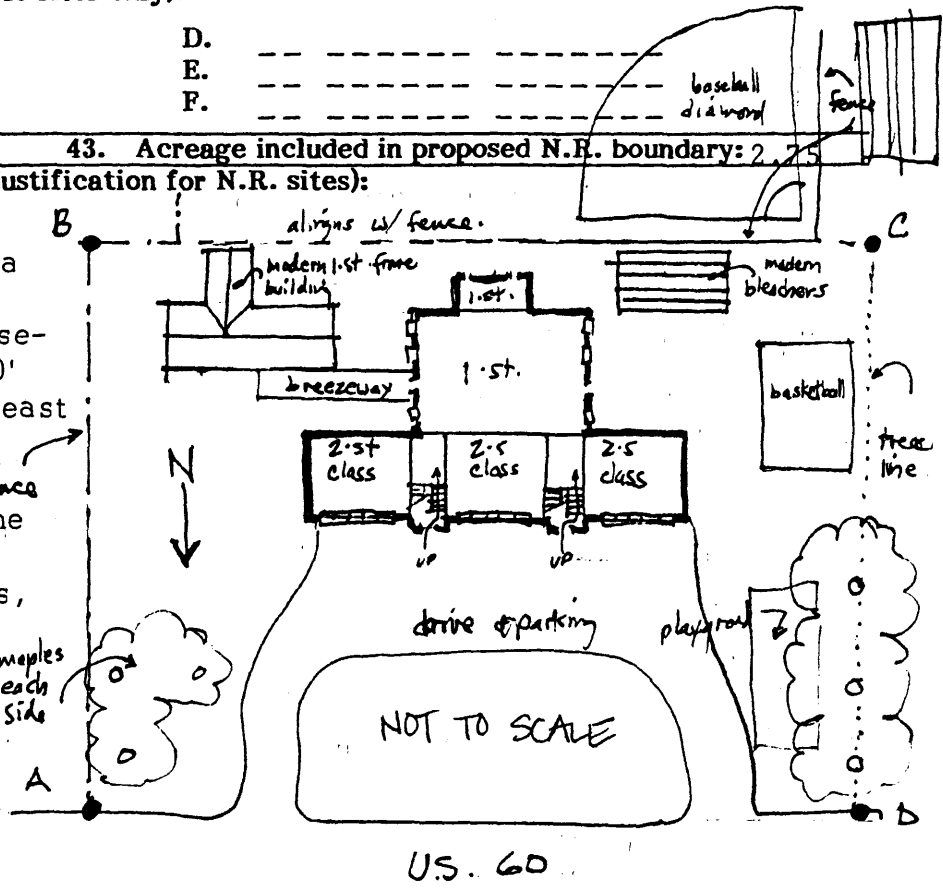 D.
E.
F.
baseball
diamond
fence
43. Acreage included in proposed N.R. boundary: 2.75
ustification for N.R. sites):
B
aligns w/ fence.
C
a
modern 1.st. frame
building
1.st.
modern
bleachers
se-
0'
east
1.st.
breezeway
basketball
2.st
class
2.s
class
2.s
class
tree
line
N
he
UP
UP
s,
drive & parking
playground
maples
each
side
NOT TO SCALE
A
D
U.S. 60